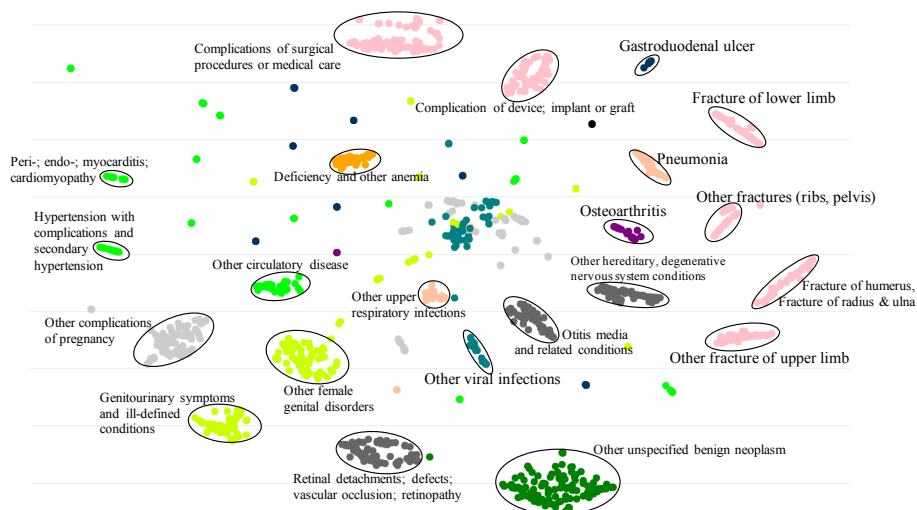 Complications of surgical
procedures or medical care
Gastroduodenal ulcer
Complication of device; implant or graft
Fracture of lower limb
Peri-; endo-; myocarditis;
cardiomyopathy
Deficiency and other anemia
Pneumonia
Other fractures (ribs, pelvis)
Hypertension with
complications and
secondary
hypertension
Osteoarthritis
Other circulatory disease
Other hereditary, degenerative
nervous system conditions
Other upper
respiratory infections
Fracture of humerus,
Fracture of radius & ulna
Other complications
of pregnancy
Otitis media
and related conditions
Other fracture of upper limb
Other viral infections
Other female
genital disorders
Genitourinary symptoms
and ill-defined
conditions
Other unspecified benign neoplasm
Retinal detachments; defects;
vascular occlusion; retinopathy